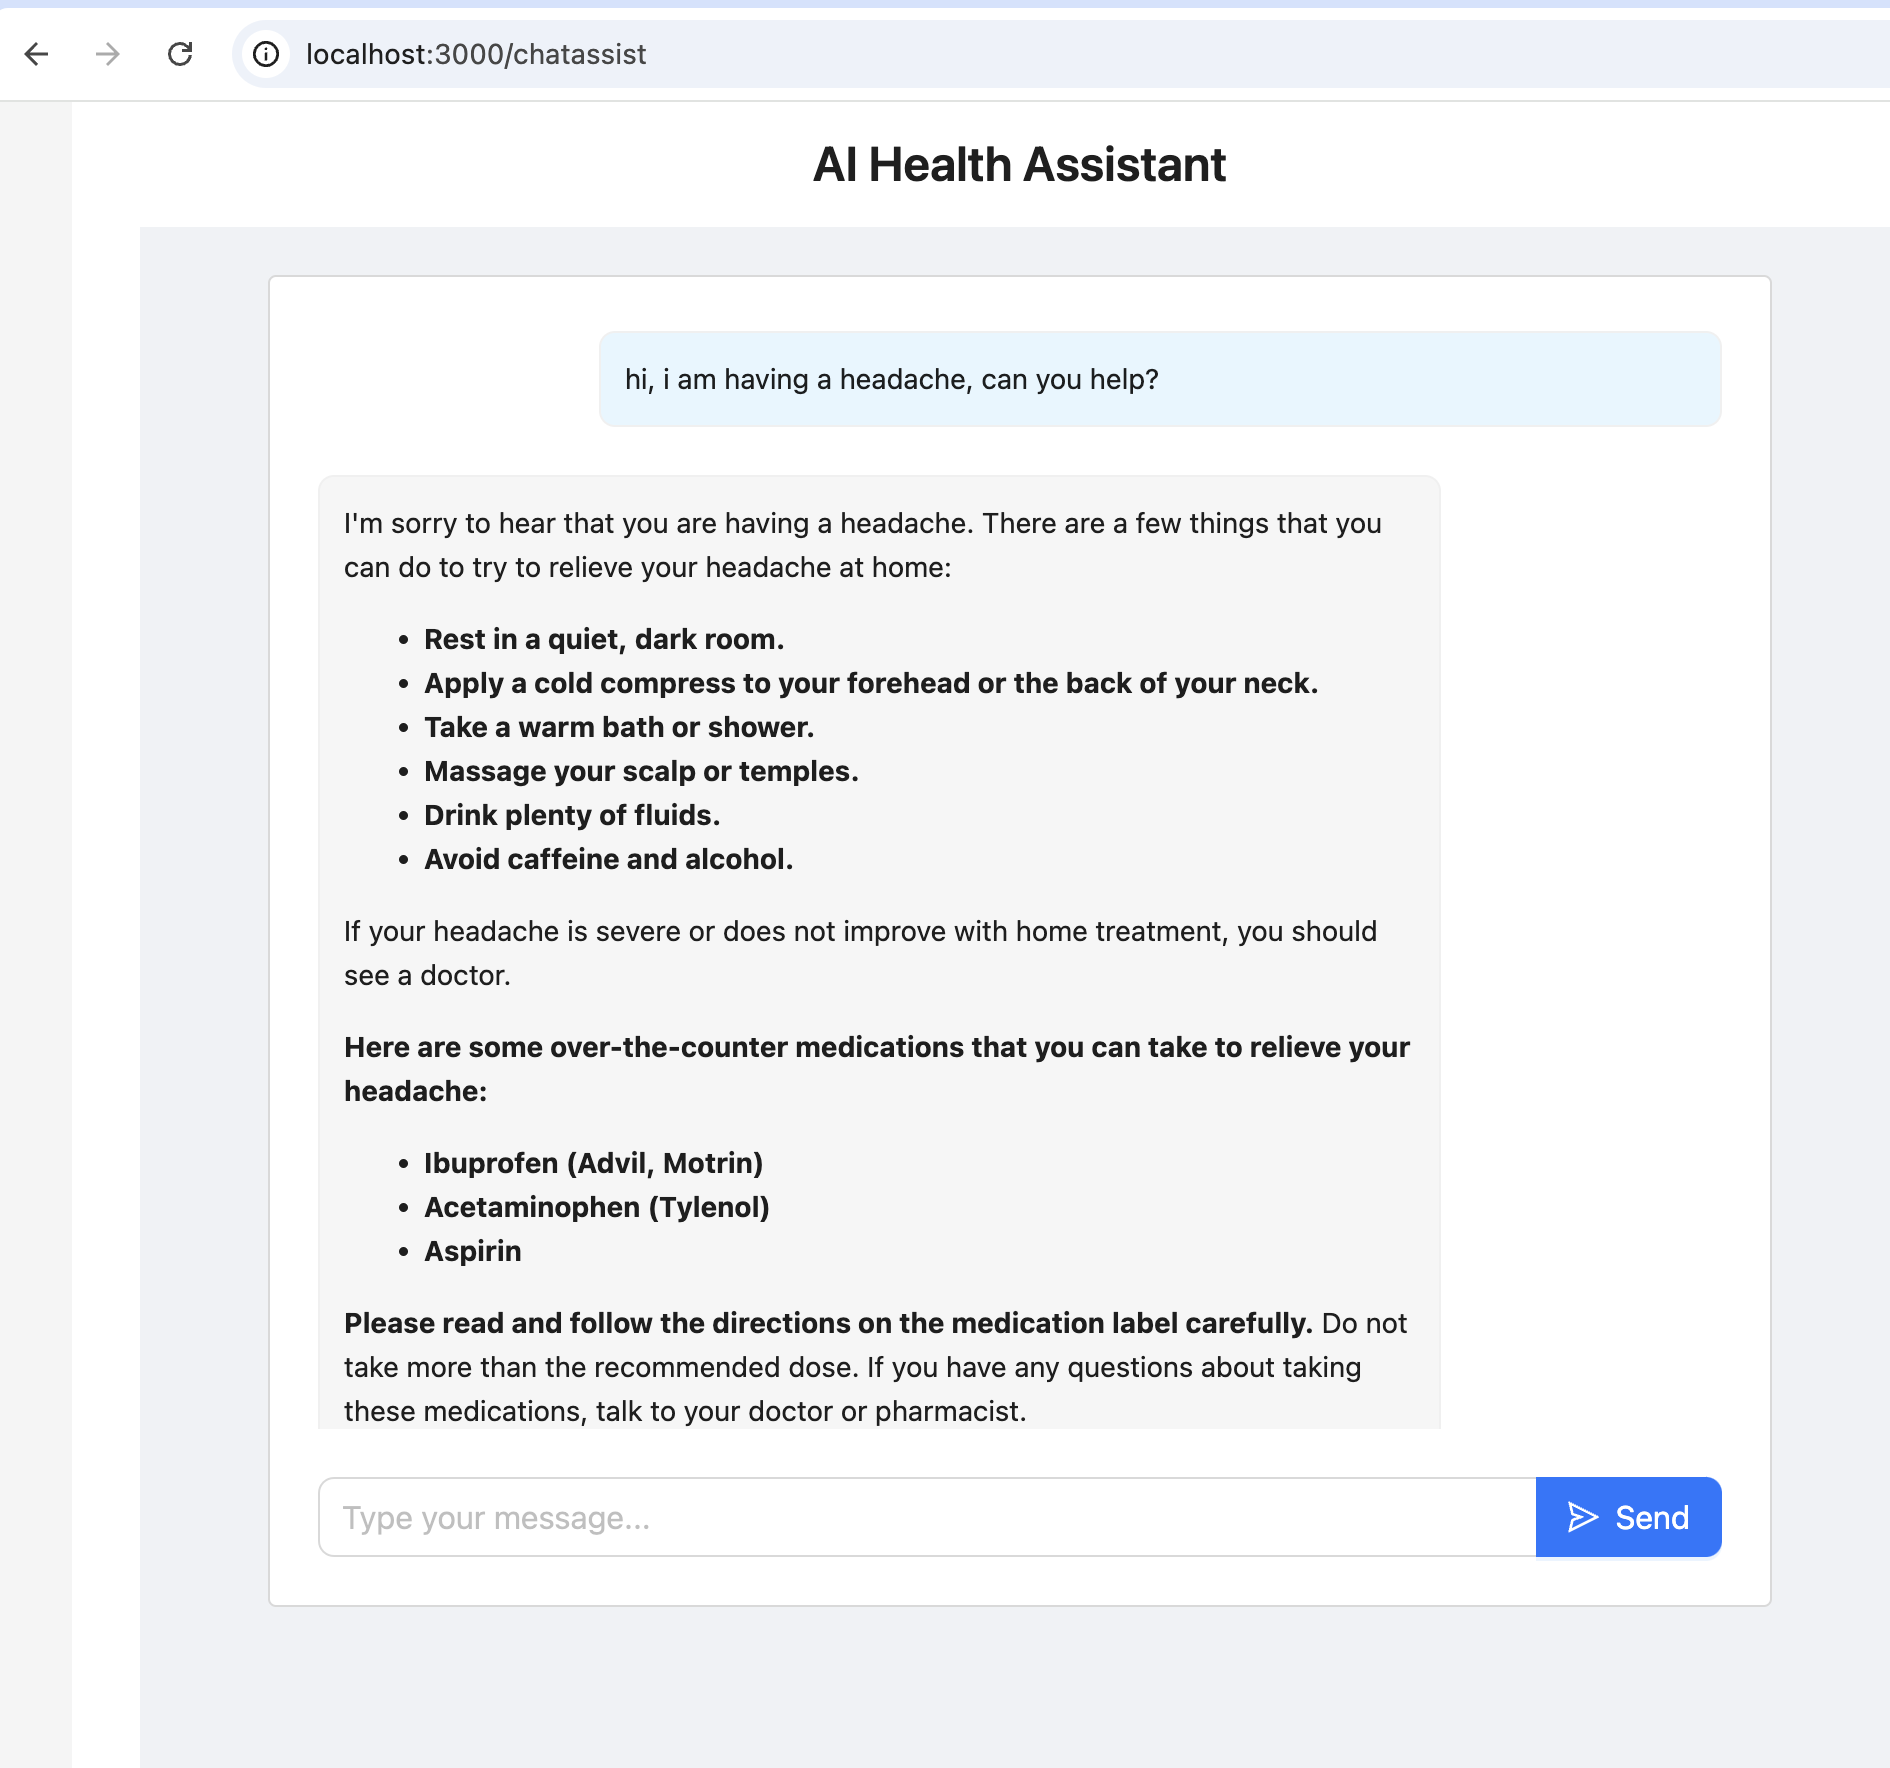 localhost:3000/chatassist
AI Health Assistant
hi, i am having a headache, can you help?
I'm sorry to hear that you are having a headache. There are a few things that you
can do to try to relieve your headache at home:
• Rest in a quiet, dark room.
• Apply a cold compress to your forehead or the back of your neck.
• Take a warm bath or shower.
• Massage your scalp or temples.
• Drink plenty of fluids.
• Avoid caffeine and alcohol.
If your headache is severe or does not improve with home treatment, you should
see a doctor.
Here are some over-the-counter medications that you can take to relieve your
headache:
• Ibuprofen (Advil, Motrin)
• Acetaminophen (Tylenol)
• Aspirin
Please read and follow the directions on the medication label carefully. Do not
take more than the recommended dose. If you have any questions about taking
these medications, talk to your doctor or pharmacist.
Type your message...
Send